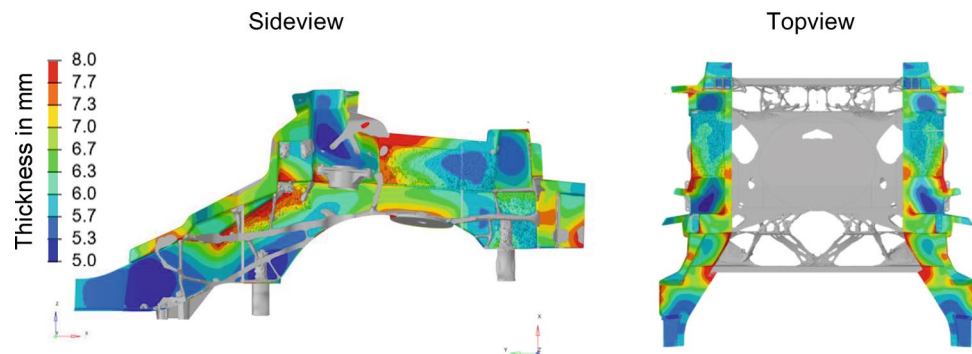 Sideview
Topview
Thickness in mm
8.0
7.7
7.3
7.0
6.7
6.3
6.0
5.7
5.3
5.0
Z
Y
X
X
Y
Z